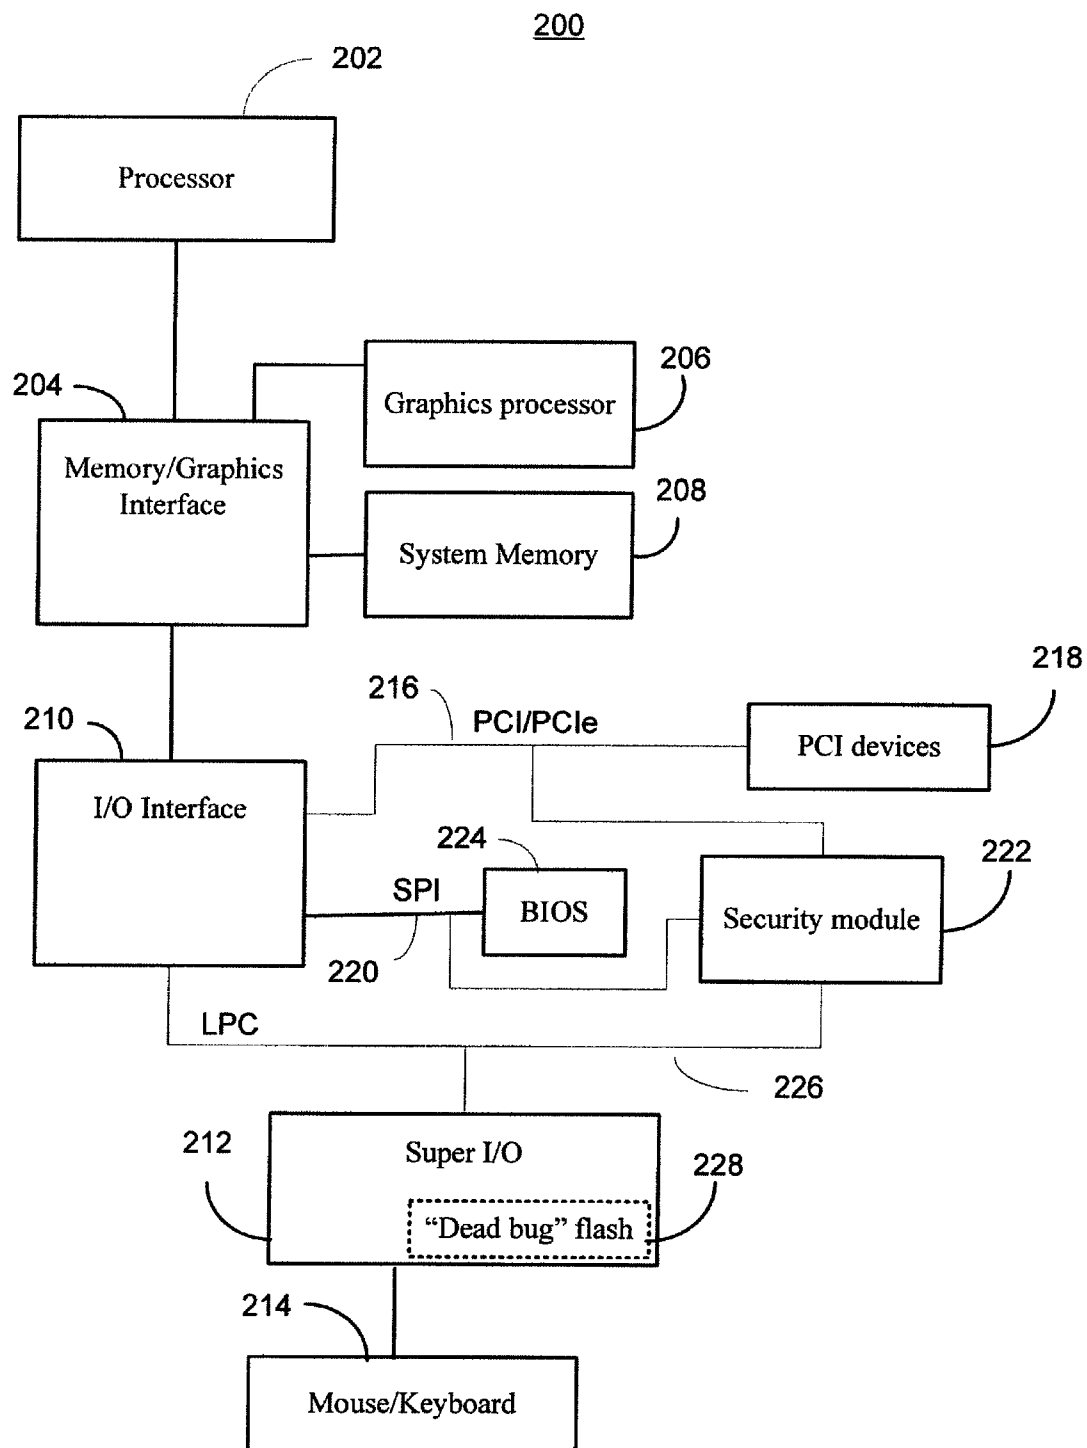 200
202
Processor
206
204
Graphics processor
Memory/Graphics
Interface
208
System Memory
218
216
210
PCI/PCIe
PCI devices
I/O Interface
224
222
SPI
BIOS
Security module
220
LPC
226
212
Super I/O
228
“Dead bug” flash
214
Mouse/Keyboard